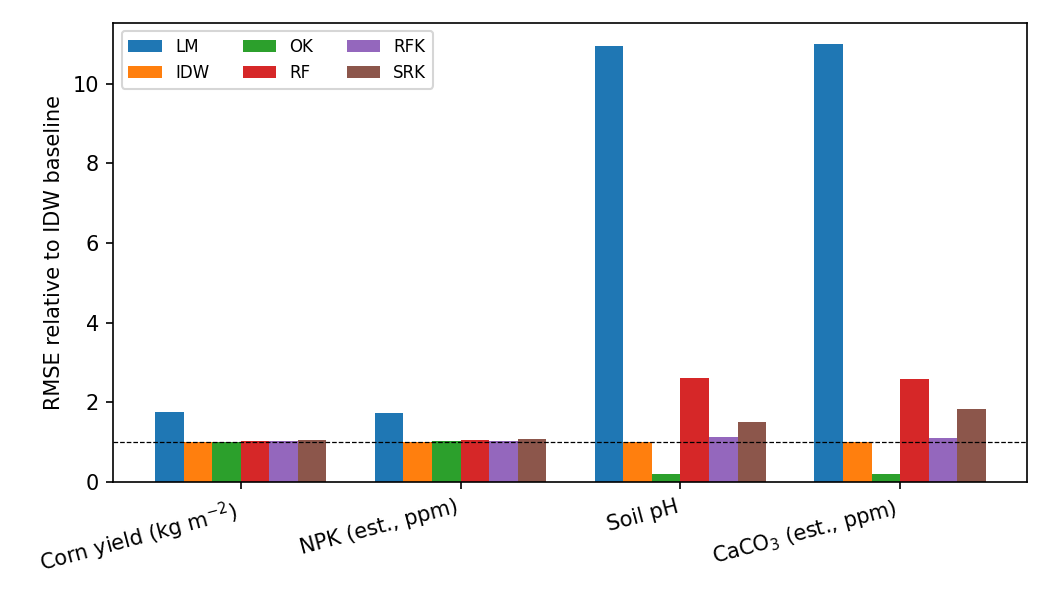 RMSE relative to IDW baseline
10
8
6
4
2
0
LM OK RFK
IDW RF SRK
Corn yield (kg m⁻²)
NPK (est., ppm)
Soil pH
CaCO₃ (est., ppm)